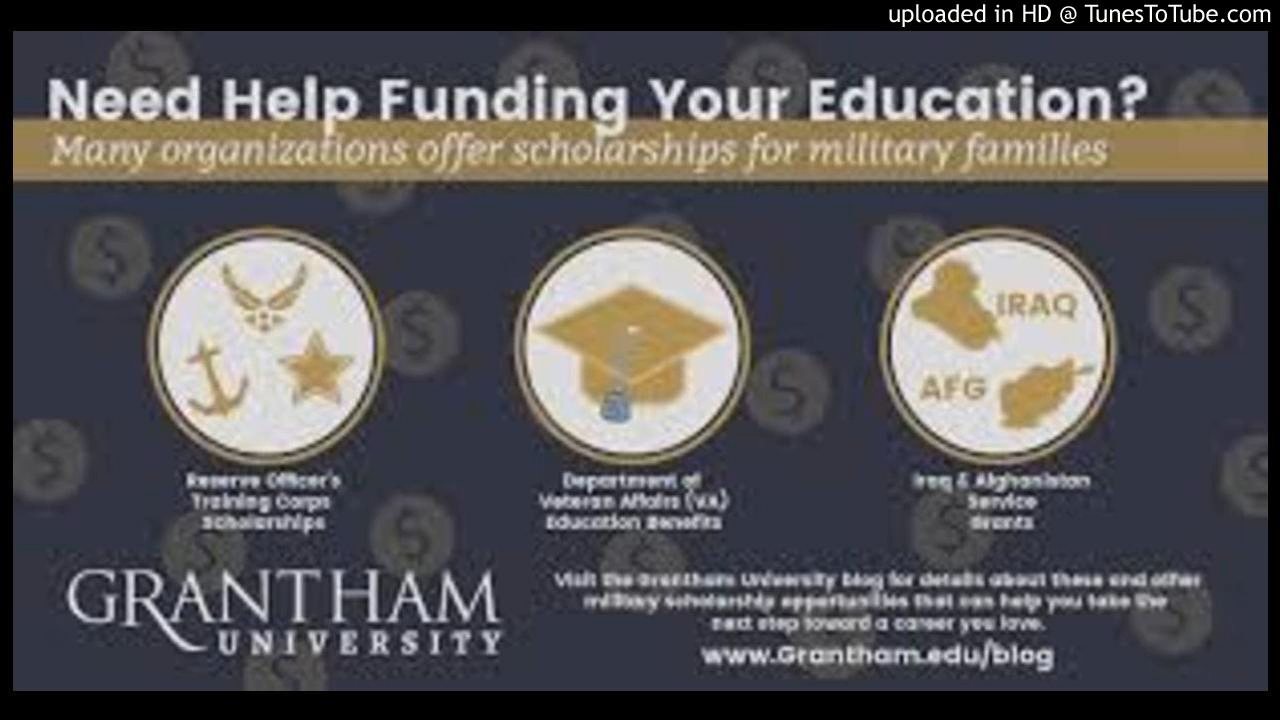 uploaded in HD @ TunesToTube.com
Need Help Funding Your Education?
Many organizations offer scholarships for military families
IRAQ
AFG
Reserve Officer's
Training Corps
Scholarships
Department of
Veteran Affairs (VA)
Education Benefits
Iraq & Afghanistan
Service
Grants
GRANTHAM
UNIVERSITY
Visit the Grantham University blog for details about these and other
military scholarship opportunities that can help you take the
next step toward a career you love.
www.Grantham.edu/blog